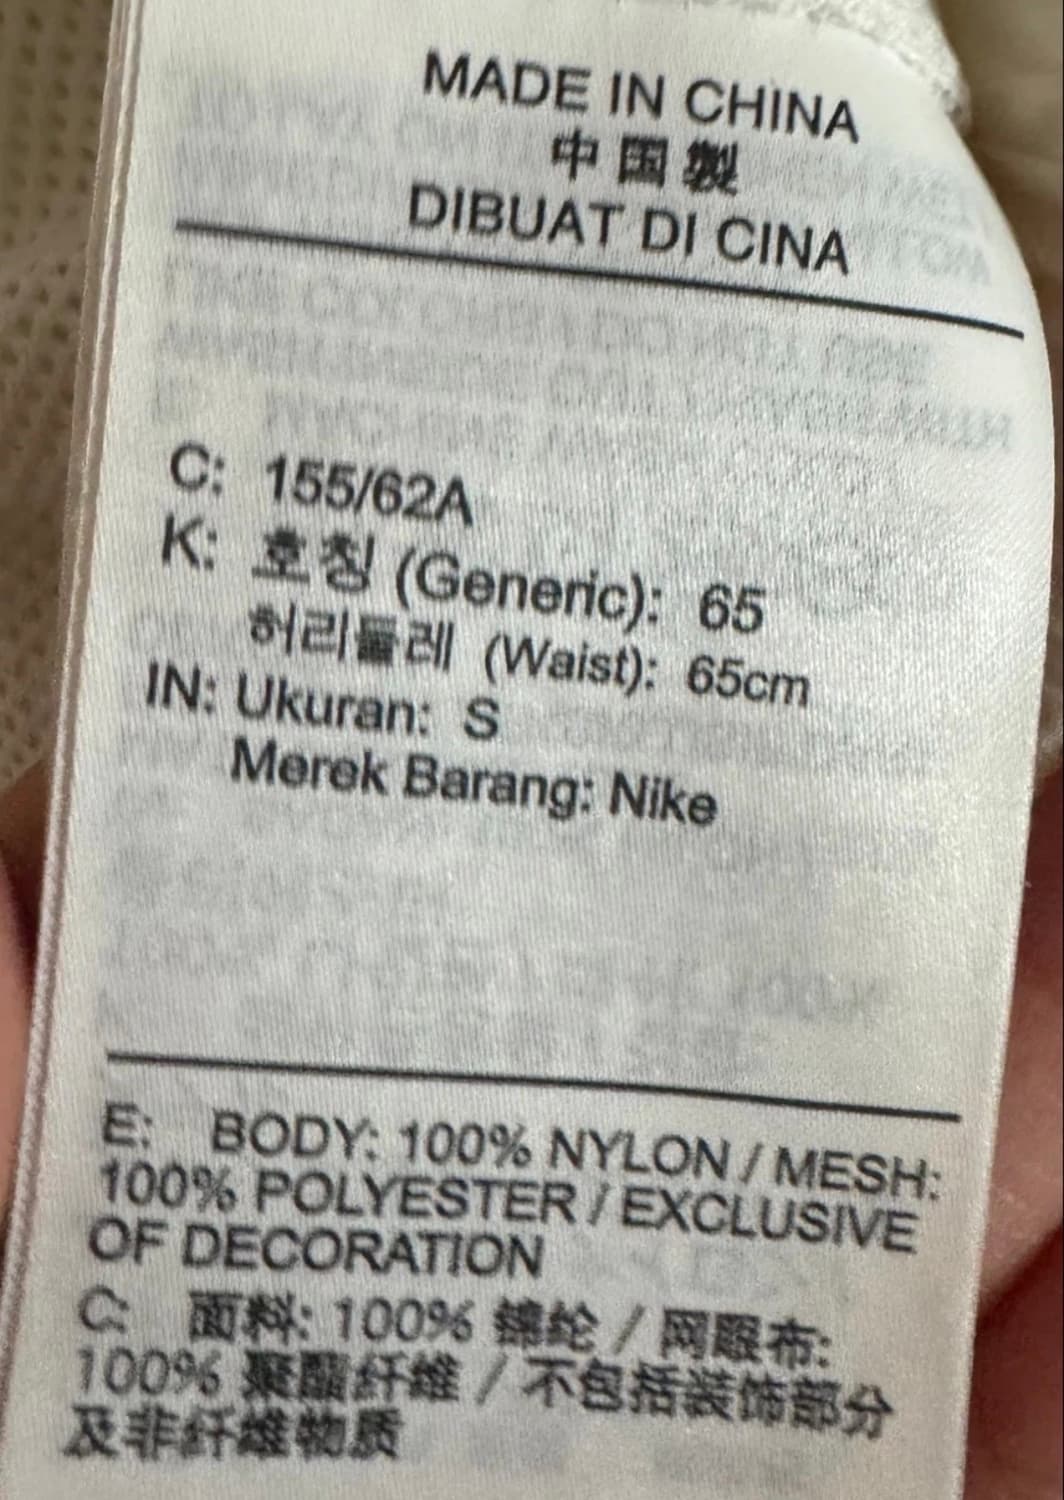 MADE IN CHINA
中国製
DIBUAT DI CINA
C: 155/62A
K: 호칭 (Generic): 65
허리둘레 (Waist): 65cm
IN: Ukuran: S
Merek Barang: Nike
E: BODY: 100% NYLON / MESH:
100% POLYESTER / EXCLUSIVE
OF DECORATION
C: 面料: 100% 锦纶 / 网眼布:
100% 聚酯纤维 / 不包括装饰部分
及非纤维物质